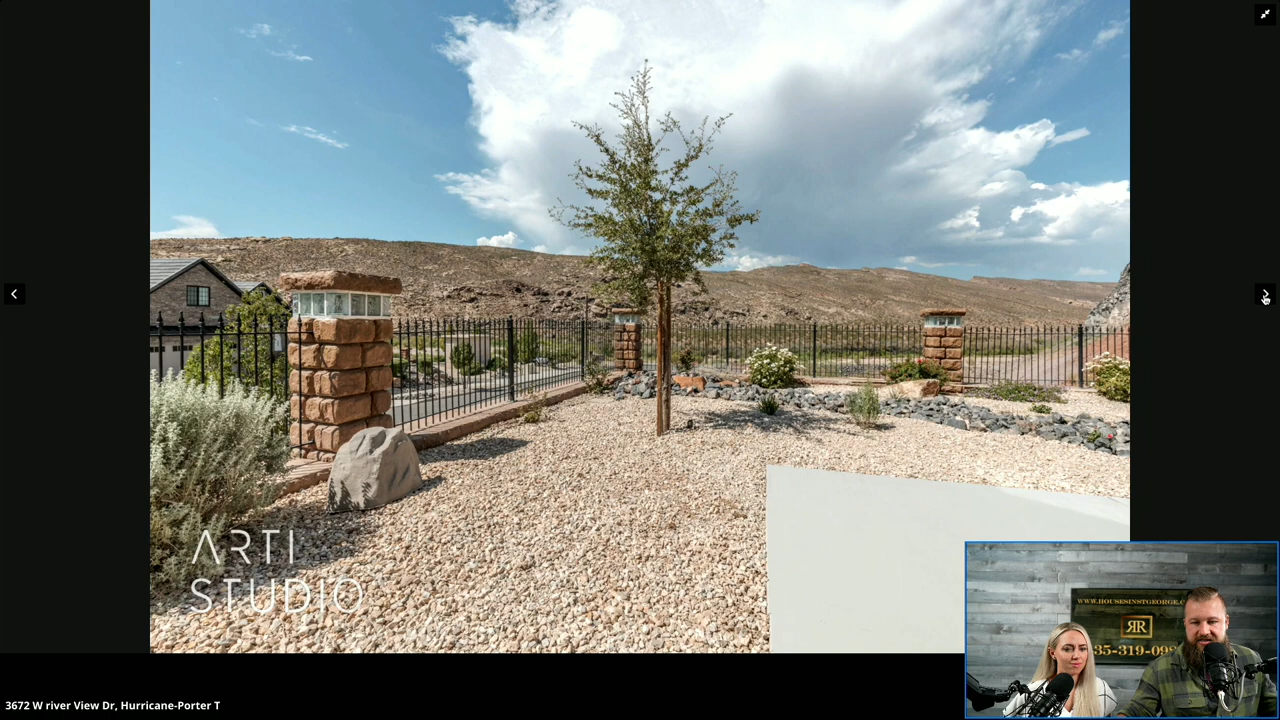 ARTI
STUDIO
WWW.HOUSESINSTGEORGE.C
RR
35-319-09
3672 W river View Dr, Hurricane-Porter T